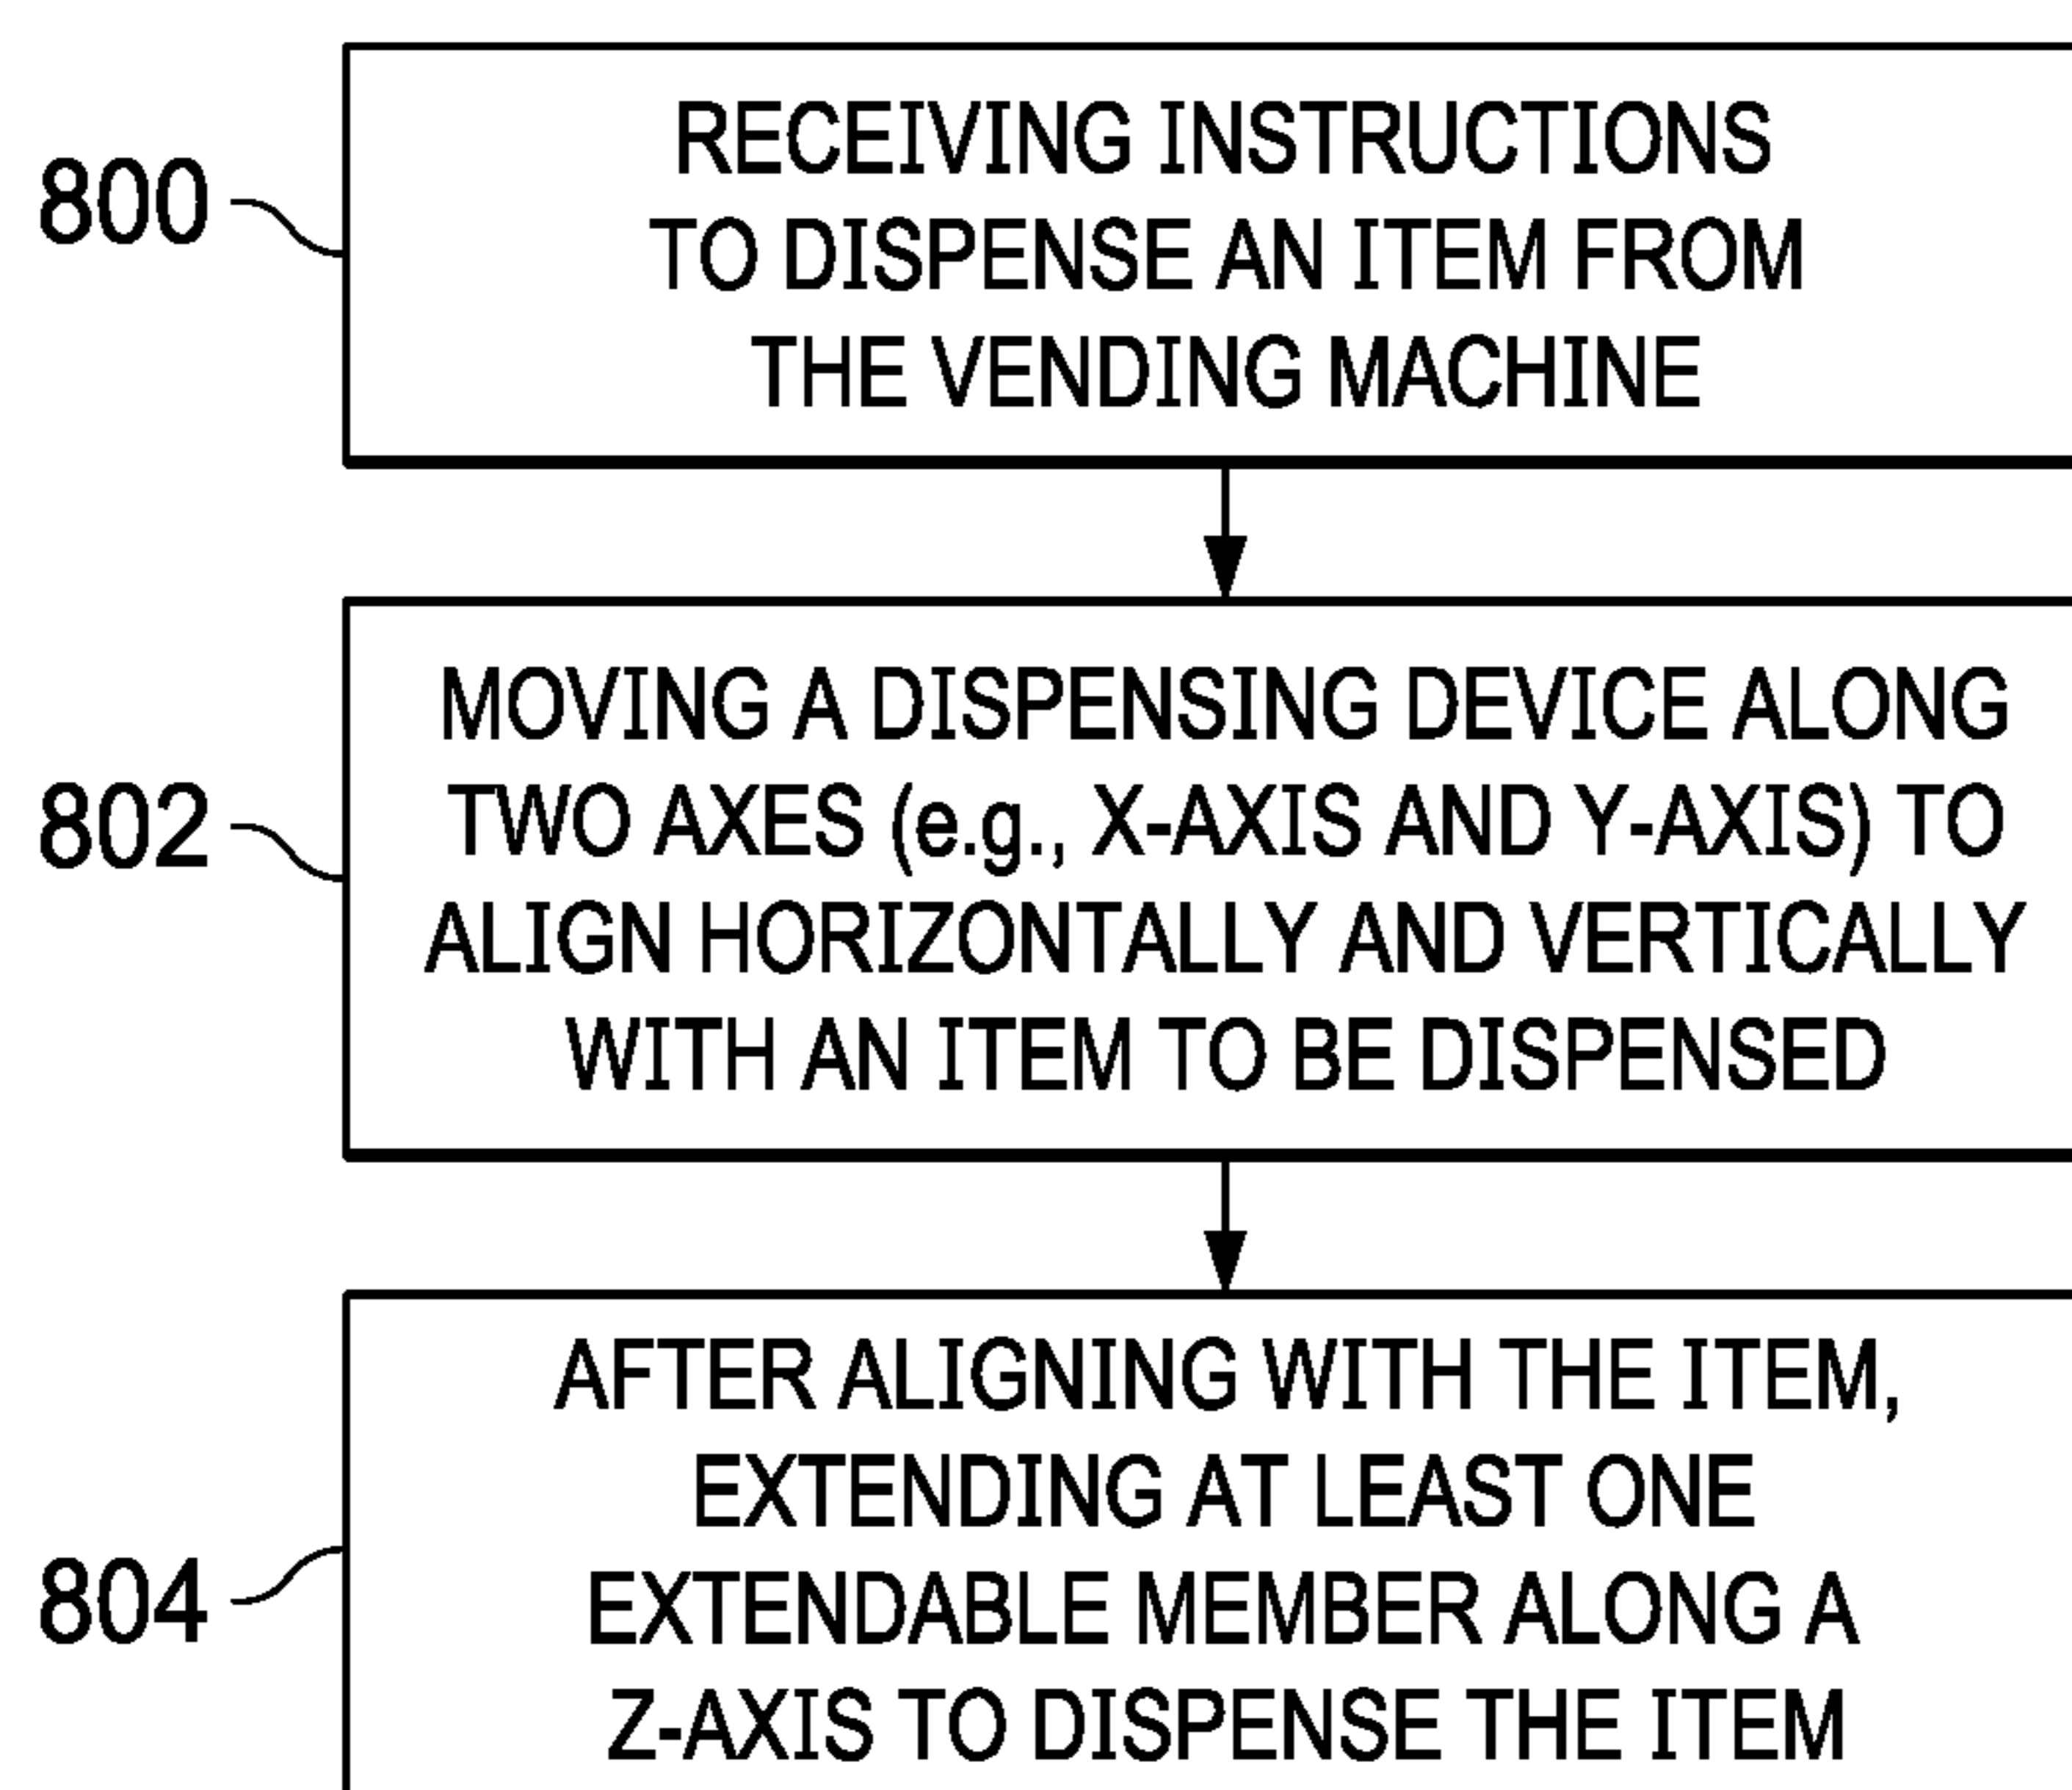 800
RECEIVING INSTRUCTIONS
TO DISPENSE AN ITEM FROM
THE VENDING MACHINE
802
MOVING A DISPENSING DEVICE ALONG
TWO AXES (e.g., X-AXIS AND Y-AXIS) TO
ALIGN HORIZONTALLY AND VERTICALLY
WITH AN ITEM TO BE DISPENSED
804
AFTER ALIGNING WITH THE ITEM,
EXTENDING AT LEAST ONE
EXTENDABLE MEMBER ALONG A
Z-AXIS TO DISPENSE THE ITEM